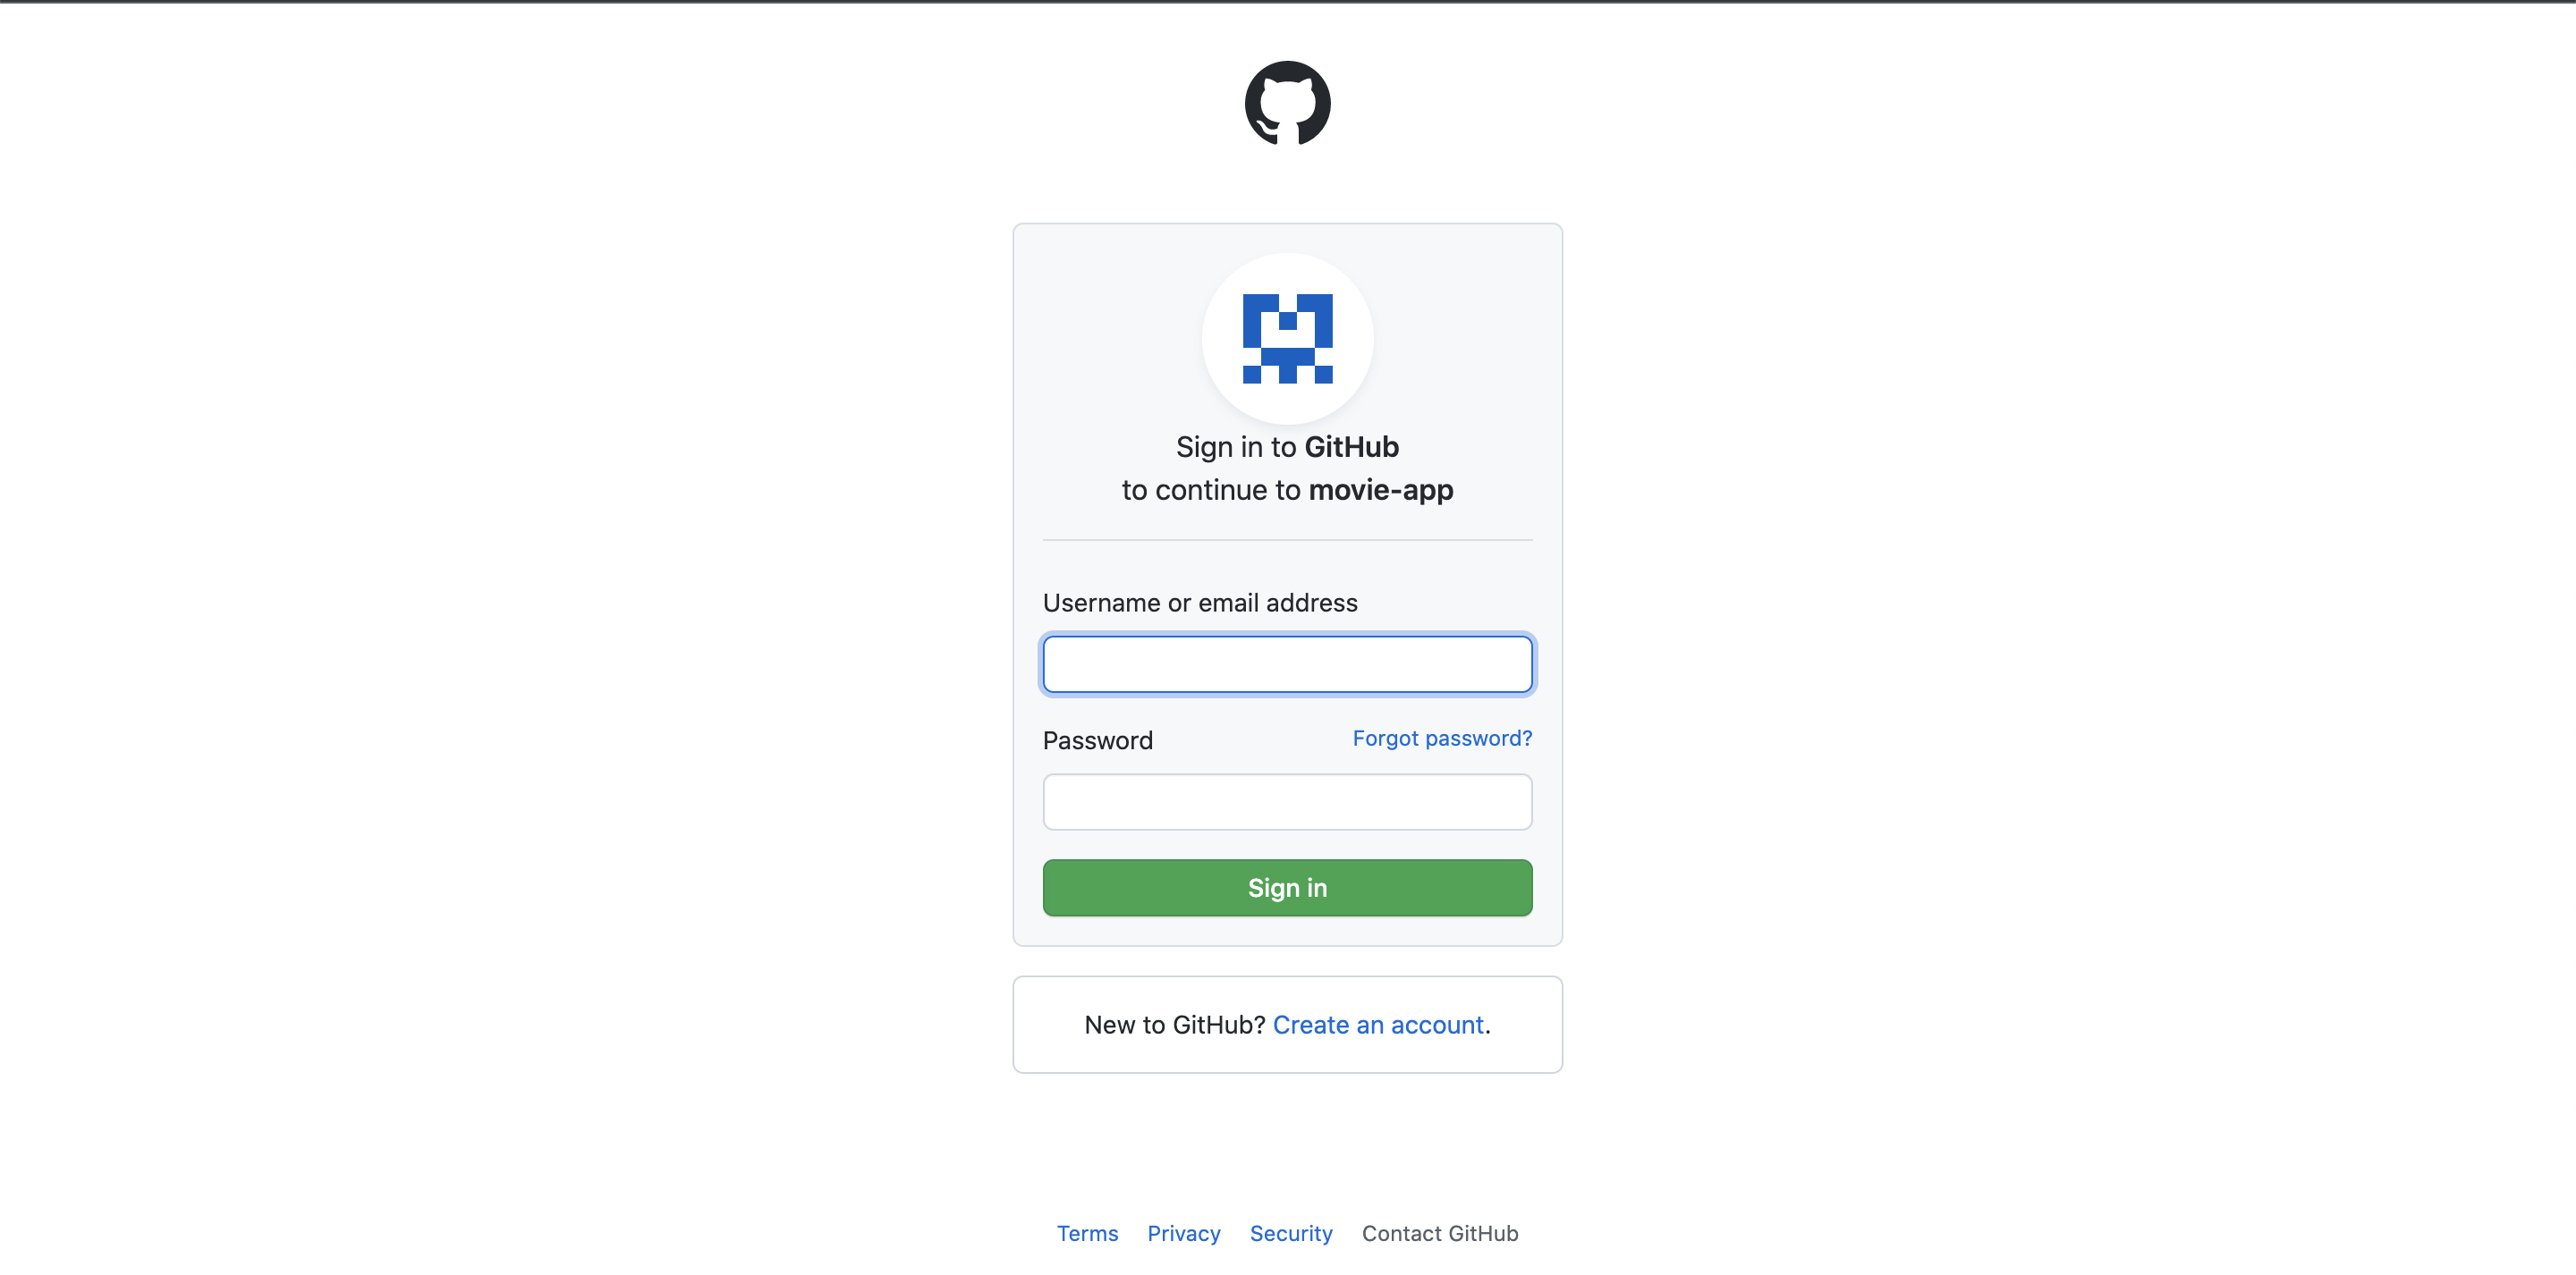 Sign in to GitHub
to continue to movie-app
Username or email address
Password Forgot password?
Sign in
New to GitHub? Create an account.
Terms Privacy Security Contact GitHub